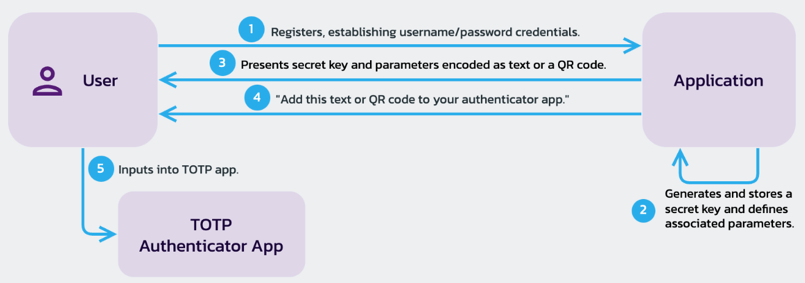 1 Registers, establishing username/password credentials.
3 Presents secret key and parameters encoded as text or a QR code.
User
Application
4 "Add this text or QR code to your authenticator app."
5 Inputs into TOTP app.
2 Generates and stores a
secret key and defines
associated parameters.
TOTP
Authenticator App